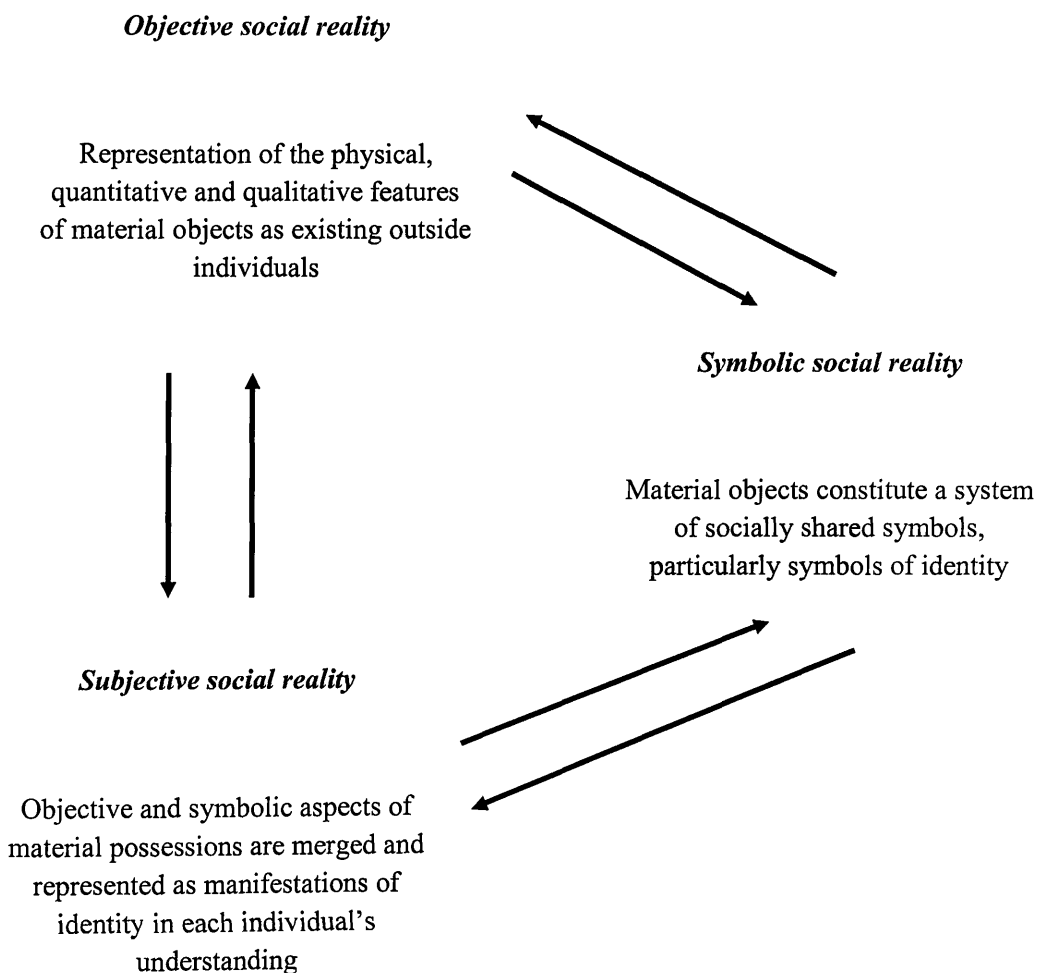 Objective social reality
Representation of the physical,
quantitative and qualitative features
of material objects as existing outside
individuals
Symbolic social reality
Material objects constitute a system
of socially shared symbols,
particularly symbols of identity
Subjective social reality
Objective and symbolic aspects of
material possessions are merged and
represented as manifestations of
identity in each individual’s
understanding